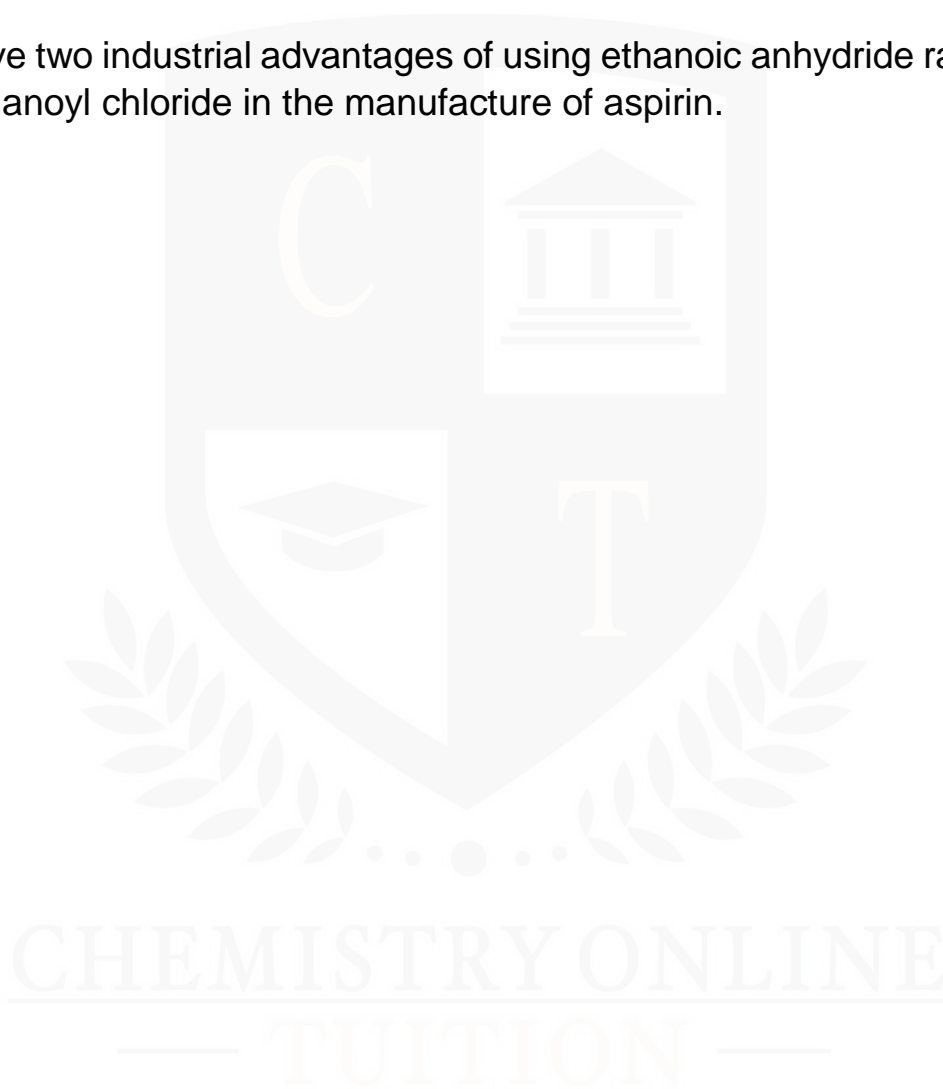 ve two industrial advantages of using ethanoic anhydride ra
anoyl chloride in the manufacture of aspirin.
C
T
CHEMISTRY ONLINE
TUITION